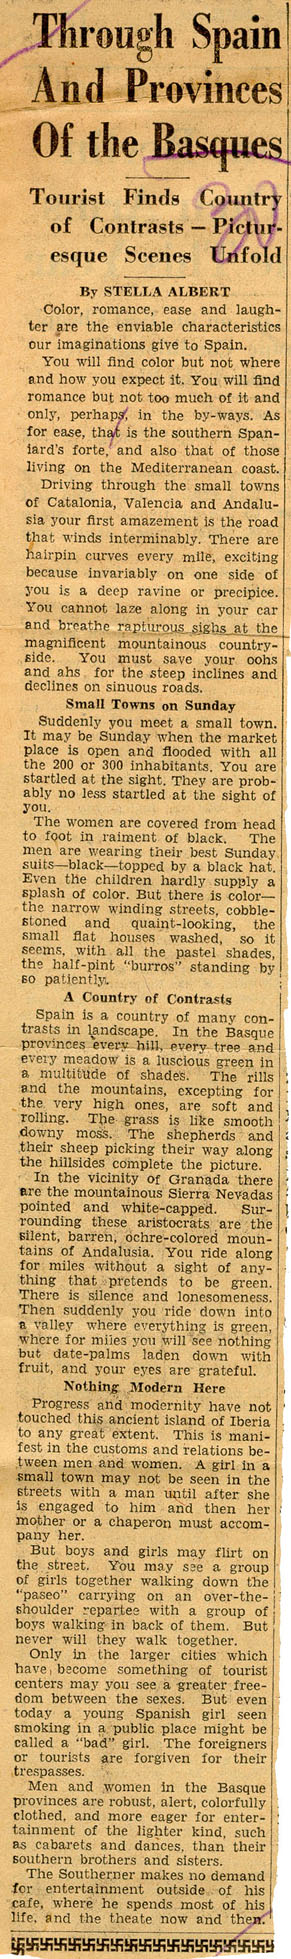 Through Spain
And Provinces
Of the Basques
Tourist Finds Country
of Contrasts — Pictur-
esque Scenes Unfold
By STELLA ALBERT
Color, romance, ease and laugh-
ter are the enviable characteristics
our imaginations give to Spain.
You will find color but not where
and how you expect it. You will find
romance but not too much of it and
only, perhaps, in the by-ways. As
for ease, that is the southern Span-
iard's forte, and also that of those
living on the Mediterranean coast.
Driving through the small towns
of Catalonia, Valencia and Andalu-
sia your first amazement is the road
that winds interminably. There are
hairpin curves every mile, exciting
because invariably on one side of
you is a deep ravine or precipice.
You cannot laze along in your car
and breathe rapturous sighs at the
magnificent mountainous country-
side. You must save your oohs
and ahs for the steep inclines and
declines on sinuous roads.
Small Towns on Sunday
Suddenly you meet a small town.
It may be Sunday when the market
place is open and flooded with all
the 200 or 300 inhabitants. You are
startled at the sight. They are prob-
ably no less startled at the sight of
you.
The women are covered from head
to foot in raiment of black. The
men are wearing their best Sunday
suits—black—topped by a black hat.
Even the children hardly supply a
splash of color. But there is color—
the narrow winding streets, cobble-
stoned and quaint-looking, the
small flat houses washed, so it
seems, with all the pastel shades,
the half-pint "burros" standing by
so patiently.
A Country of Contrasts
Spain is a country of many con-
trasts in landscape. In the Basque
provinces every hill, every tree and
every meadow is a luscious green in
a multitude of shades. The rills
and the mountains, excepting for
the very high ones, are soft and
rolling. The grass is like smooth
downy moss. The shepherds and
their sheep picking their way along
the hillsides complete the picture.
In the vicinity of Granada there
are the mountainous Sierra Nevadas
pointed and white-capped. Sur-
rounding these aristocrats are the
silent, barren, ochre-colored moun-
tains of Andalusia. You ride along
for miles without a sight of any-
thing that pretends to be green.
There is silence and lonesomeness.
Then suddenly you ride down into
a valley where everything is green,
where for miles you will see nothing
but date-palms laden down with
fruit, and your eyes are grateful.
Nothing Modern Here
Progress and modernity have not
touched this ancient island of Iberia
to any great extent. This is mani-
fest in the customs and relations be-
tween men and women. A girl in a
small town may not be seen in the
streets with a man until after she
is engaged to him and then her
mother or a chaperon must accom-
pany her.
But boys and girls may flirt on
the street. You may see a group
of girls together walking down the
"paseo" carrying on an over-the-
shoulder repartee with a group of
boys walking in back of them. But
never will they walk together.
Only in the larger cities which
have become something of tourist
centers may you see a greater free-
dom between the sexes. But even
today a young Spanish girl seen
smoking in a public place might be
called a "bad" girl. The foreigners
or tourists are forgiven for their
trespasses.
Men and women in the Basque
provinces are robust, alert, colorfully
clothed, and more eager for enter-
tainment of the lighter kind, such
as cabarets and dances, than their
southern brothers and sisters.
The Southerner makes no demand
for entertainment outside of his
cafe, where he spends most of his
life, and the theate now and then.